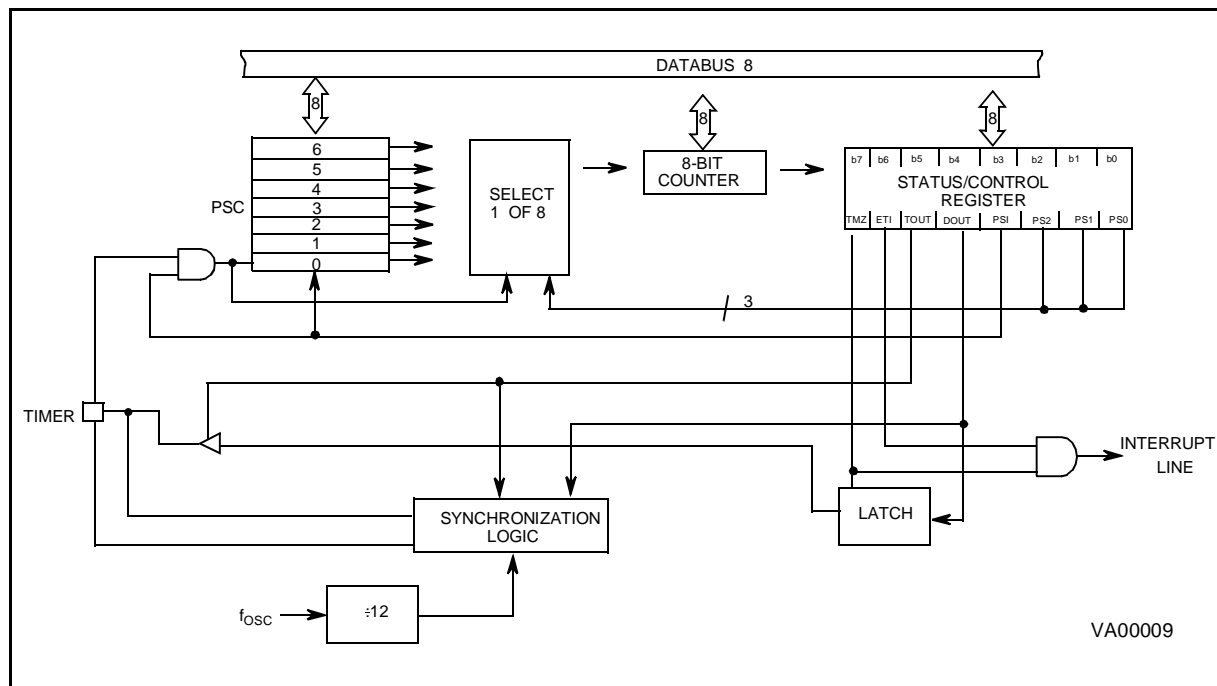 DATABUS 8
8
8
8
6
5
4
3
2
1
0
PSC
SELECT
1 OF 8
8-BIT
COUNTER
b7 b6 b5 b4 b3 b2 b1 b0
STATUS/CONTROL
REGISTER
TMZ ETI TOUT DOUT PSI PS2 PS1 PS0
3
TIMER
INTERRUPT
LINE
SYNCHRONIZATION
LOGIC
LATCH
fOSC
÷12
VA00009